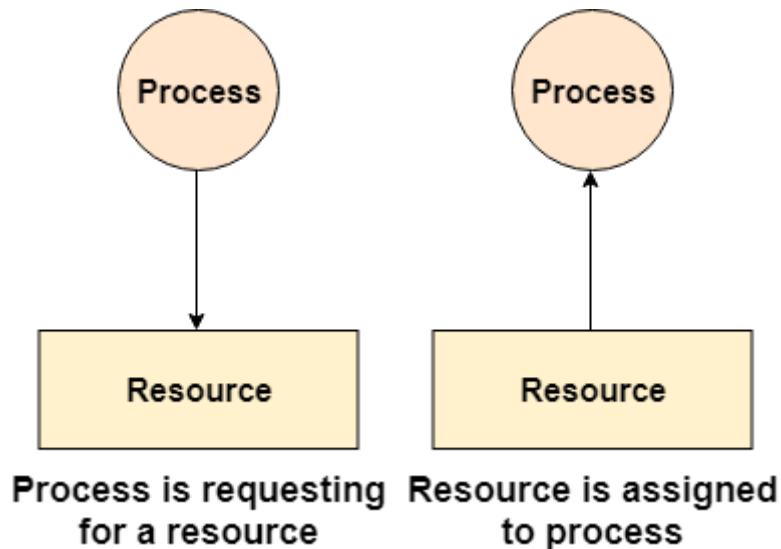 Process
Process
Resource
Resource
Process is requesting
for a resource
Resource is assigned
to process